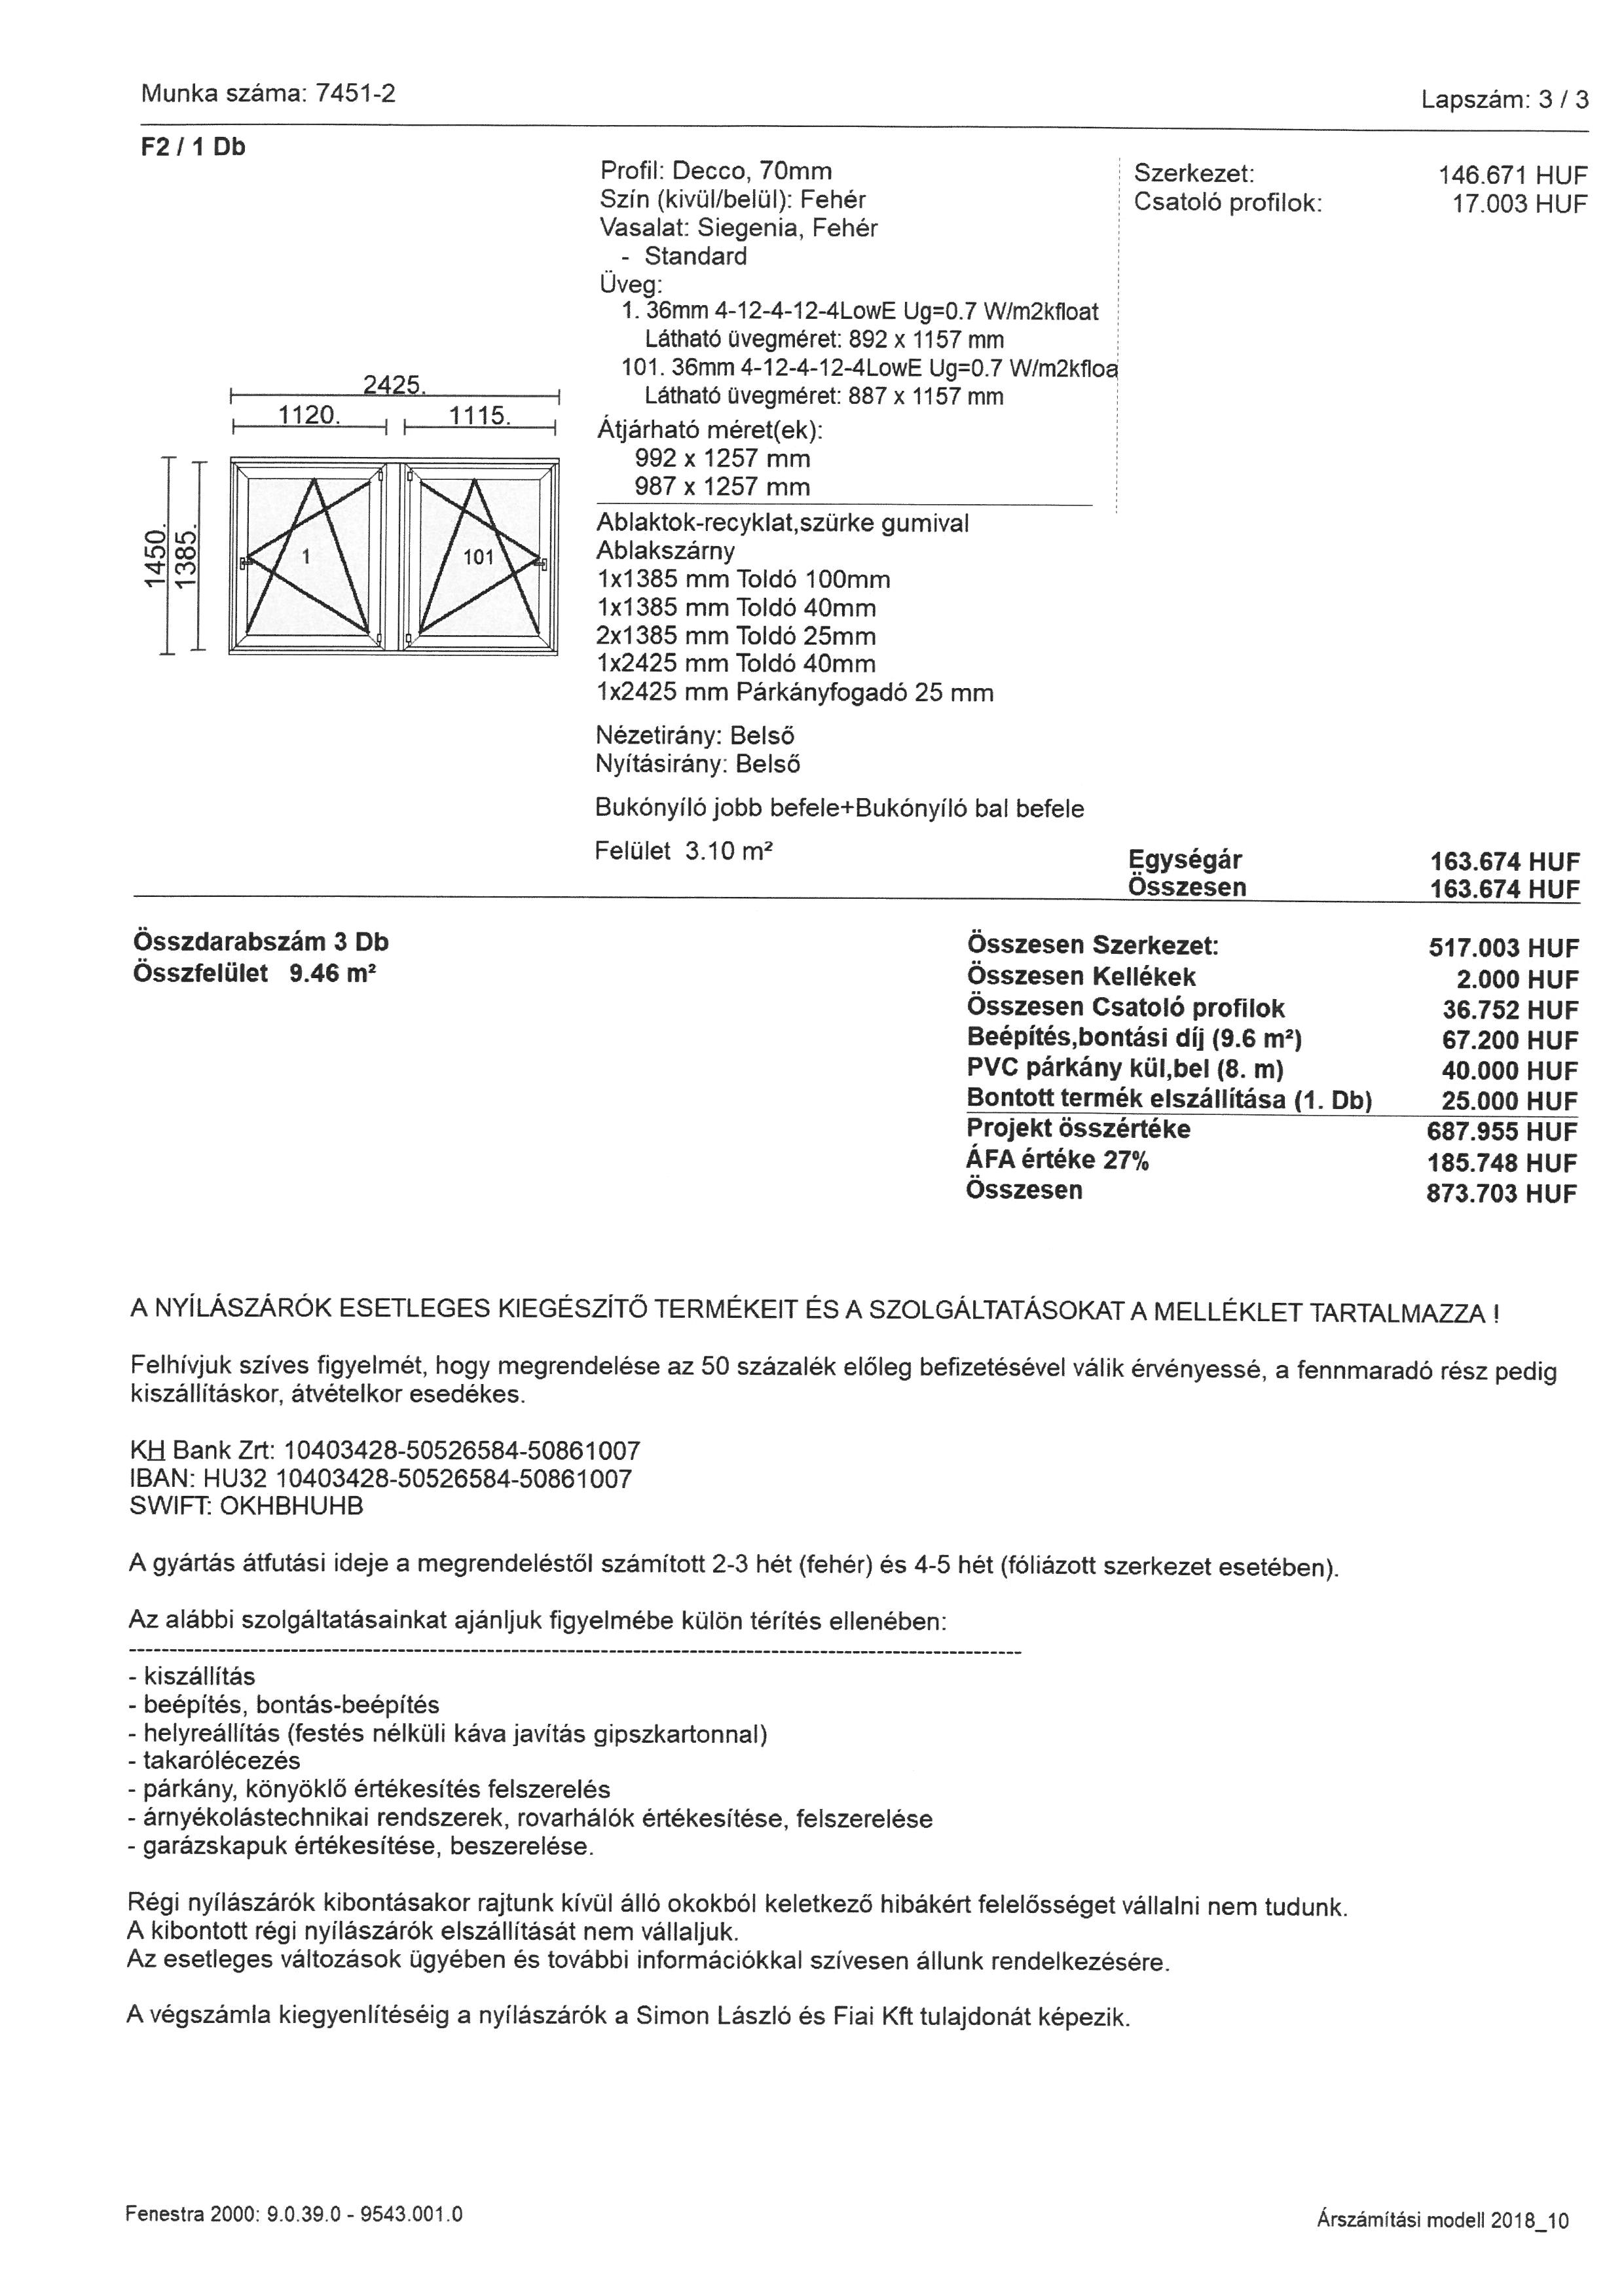 Munka száma: 7451-2
Lapszám: 3 / 3
F2 / 1 Db
Profil: Decco, 70mm
Szín (kivül/belül): Fehér
Vasalat: Siegenia, Fehér
- Standard
Üveg:
1. 36mm 4-12-4-12-4LowE Ug=0.7 W/m2kfloat
Látható üvegméret: 892 x 1157 mm
101. 36mm 4-12-4-12-4LowE Ug=0.7 W/m2kfloa
Látható üvegméret: 887 x 1157 mm
Átjárható méret(ek):
992 x 1257 mm
987 x 1257 mm
Szerkezet: 146.671 HUF
Csatoló profilok: 17.003 HUF
2425.
1120. 1115.
1450.
1385.
1 101
Ablaktok-recyklat,szürke gumival
Ablakszárny
1x1385 mm Toldó 100mm
1x1385 mm Toldó 40mm
2x1385 mm Toldó 25mm
1x2425 mm Toldó 40mm
1x2425 mm Párkányfogadó 25 mm
Nézetirány: Belső
Nyításirány: Belső
Bukónyíló jobb befele+Bukónyíló bal befele
Felület 3.10 m²
Egységár 163.674 HUF
Összesen 163.674 HUF
Összdarabszám 3 Db
Összfelület 9.46 m²
Összesen Szerkezet: 517.003 HUF
Összesen Kellékek 2.000 HUF
Összesen Csatoló profilok 36.752 HUF
Beépítés,bontási díj (9.6 m²) 67.200 HUF
PVC párkány kül,bel (8. m) 40.000 HUF
Bontott termék elszállítása (1. Db) 25.000 HUF
Projekt összértéke 687.955 HUF
ÁFA értéke 27% 185.748 HUF
Összesen 873.703 HUF
A NYÍLÁSZÁRÓK ESETLEGES KIEGÉSZÍTŐ TERMÉKEIT ÉS A SZOLGÁLTATÁSOKAT A MELLÉKLET TARTALMAZZA !
Felhívjuk szíves figyelmét, hogy megrendelése az 50 százalék előleg befizetésével válik érvényessé, a fennmaradó rész pedig
kiszállításkor, átvételkor esedékes.
KH Bank Zrt: 10403428-50526584-50861007
IBAN: HU32 10403428-50526584-50861007
SWIFT: OKHBHUHB
A gyártás átfutási ideje a megrendeléstől számított 2-3 hét (fehér) és 4-5 hét (fóliázott szerkezet esetében).
Az alábbi szolgáltatásainkat ajánljuk figyelmébe külön térítés ellenében:
--------------------------------------------------------------------------------------------------------------
- kiszállítás
- beépítés, bontás-beépítés
- helyreállítás (festés nélküli káva javítás gipszkartonnal)
- takarólécezés
- párkány, könyöklő értékesítés felszerelés
- árnyékolástechnikai rendszerek, rovarhálók értékesítése, felszerelése
- garázskapuk értékesítése, beszerelése.
Régi nyílászárók kibontásakor rajtunk kívül álló okokból keletkező hibákért felelősséget vállalni nem tudunk.
A kibontott régi nyílászárók elszállítását nem vállaljuk.
Az esetleges változások ügyében és további információkkal szívesen állunk rendelkezésére.
A végszámla kiegyenlítéséig a nyílászárók a Simon László és Fiai Kft tulajdonát képezik.
Fenestra 2000: 9.0.39.0 - 9543.001.0
Árszámítási modell 2018_10